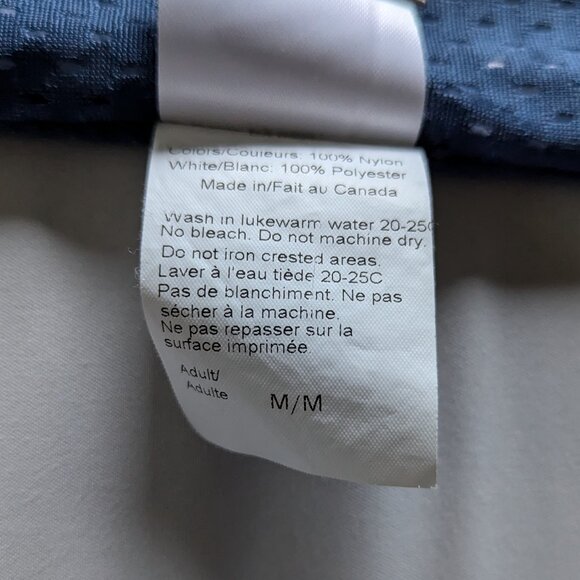 Colors/Couleurs: 100% Nylon
White/Blanc: 100% Polyester
Made in/Fait au Canada
Wash in lukewarm water 20-25C
No bleach. Do not machine dry.
Do not iron crested areas.
Laver à l'eau tiède 20-25C
Pas de blanchiment. Ne pas
sécher à la machine.
Ne pas repasser sur la
surface imprimée.
Adult/
Adulte
M/M